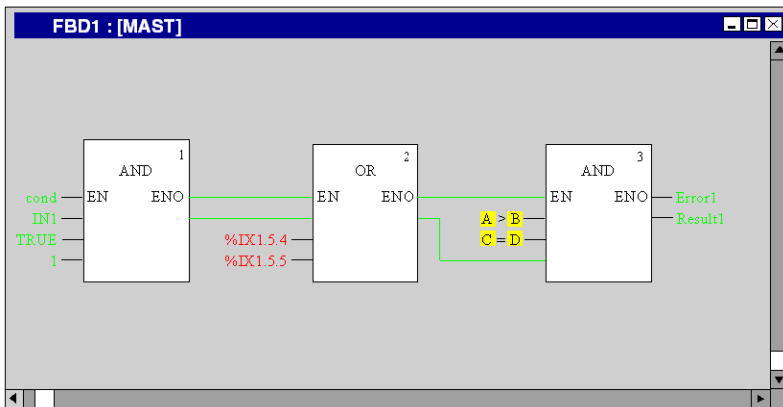 FBD1 : [MAST]
1
AND
EN ENO
2
OR
EN ENO
3
AND
EN ENO
cond
IN1
TRUE
1
%IX1.5.4
%IX1.5.5
A > B
C = D
Error1
Result1